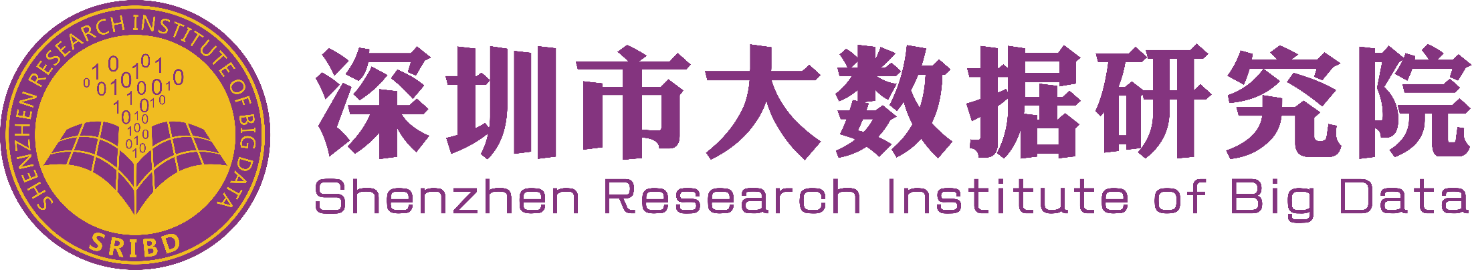 SHENZHEN RESEARCH INSTITUTE OF BIG DATA
SRIBD
深圳市大数据研究院
Shenzhen Research Institute of Big Data